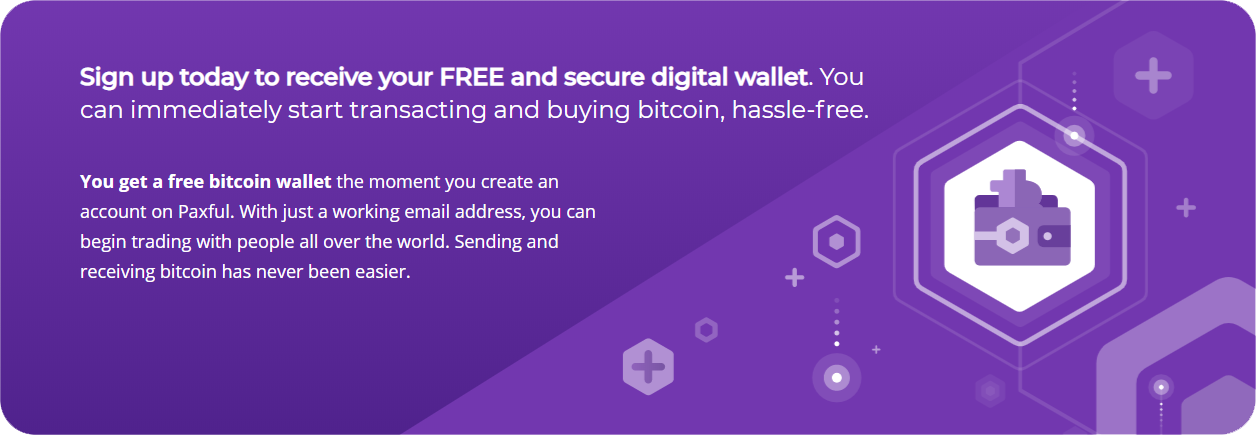 Sign up today to receive your FREE and secure digital wallet. You
can immediately start transacting and buying bitcoin, hassle-free.
You get a free bitcoin wallet the moment you create an
account on Paxful. With just a working email address, you can
begin trading with people all over the world. Sending and
receiving bitcoin has never been easier.